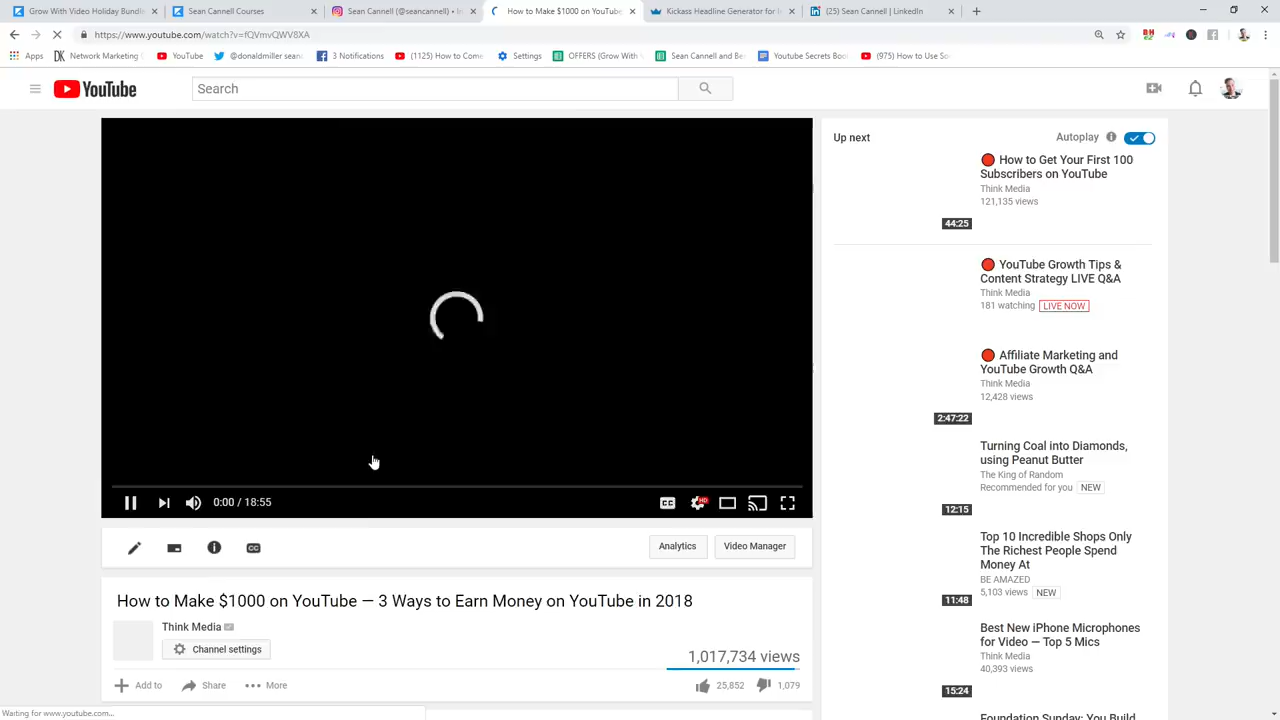 Grow With Video Holiday Bundle
Sean Cannell Courses
Sean Cannell (@seancannell) • In
How to Make $1000 on YouTube
Kickass Headline Generator for I
(25) Sean Cannell | LinkedIn
https://www.youtube.com/watch?v=fQVmvQWV8XA
Apps
Network Marketing
YouTube
@donaldmiller sean
3 Notifications
(1125) How to Come
Settings
OFFERS (Grow With
Sean Cannell and Be
Youtube Secrets Boo
(975) How to Use So
YouTube
Search
Up next
Autoplay
How to Get Your First 100
Subscribers on YouTube
Think Media
121,135 views
44:25
YouTube Growth Tips &
Content Strategy LIVE Q&A
Think Media
181 watching LIVE NOW
Affiliate Marketing and
YouTube Growth Q&A
Think Media
12,428 views
2:47:22
Turning Coal into Diamonds,
using Peanut Butter
The King of Random
Recommended for you NEW
12:15
Top 10 Incredible Shops Only
The Richest People Spend
Money At
BE AMAZED
5,103 views NEW
11:48
Best New iPhone Microphones
for Video — Top 5 Mics
Think Media
40,393 views
15:24
Foundation Sunday: You Build
0:00 / 18:55
CC
HD
Analytics
Video Manager
How to Make $1000 on YouTube — 3 Ways to Earn Money on YouTube in 2018
Think Media
Channel settings
1,017,734 views
Add to
Share
More
25,852
1,079
Waiting for www.youtube.com...